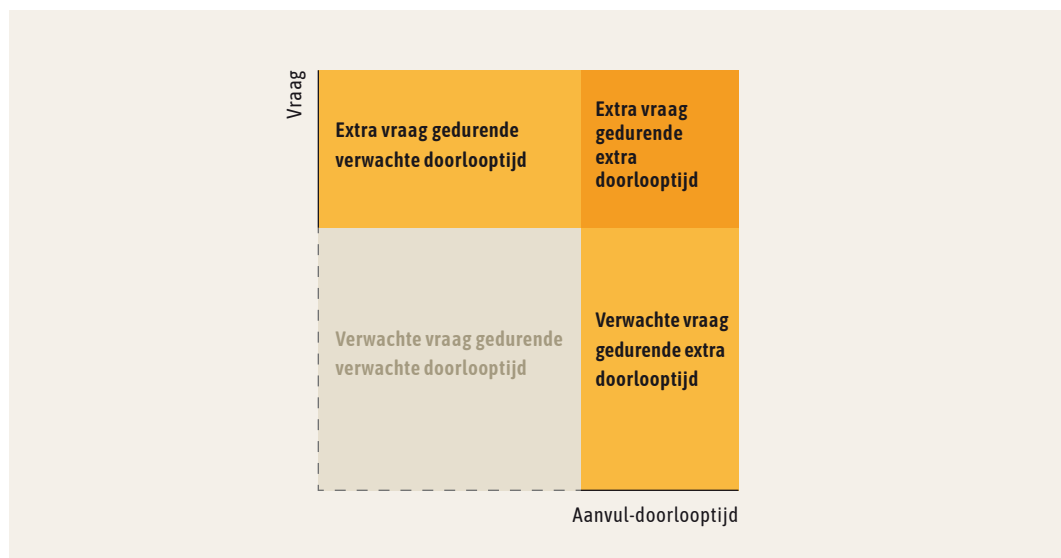 Vraag
Extra vraag gedurende
verwachte doorlooptijd
Extra vraag
gedurende
extra
doorlooptijd
Verwachte vraag gedurende
verwachte doorlooptijd
Verwachte vraag
gedurende extra
doorlooptijd
Aanvul-doorlooptijd